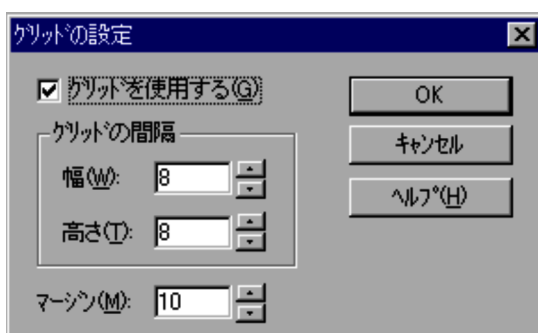 ｸﾞﾘｯﾄﾞの設定
ｸﾞﾘｯﾄﾞを使用する(G)
OK
ｸﾞﾘｯﾄﾞの間隔
ｷｬﾝｾﾙ
幅(W): 8
ﾍﾙﾌﾟ(H)
高さ(T): 8
ﾏｰｼﾞﾝ(M): 10